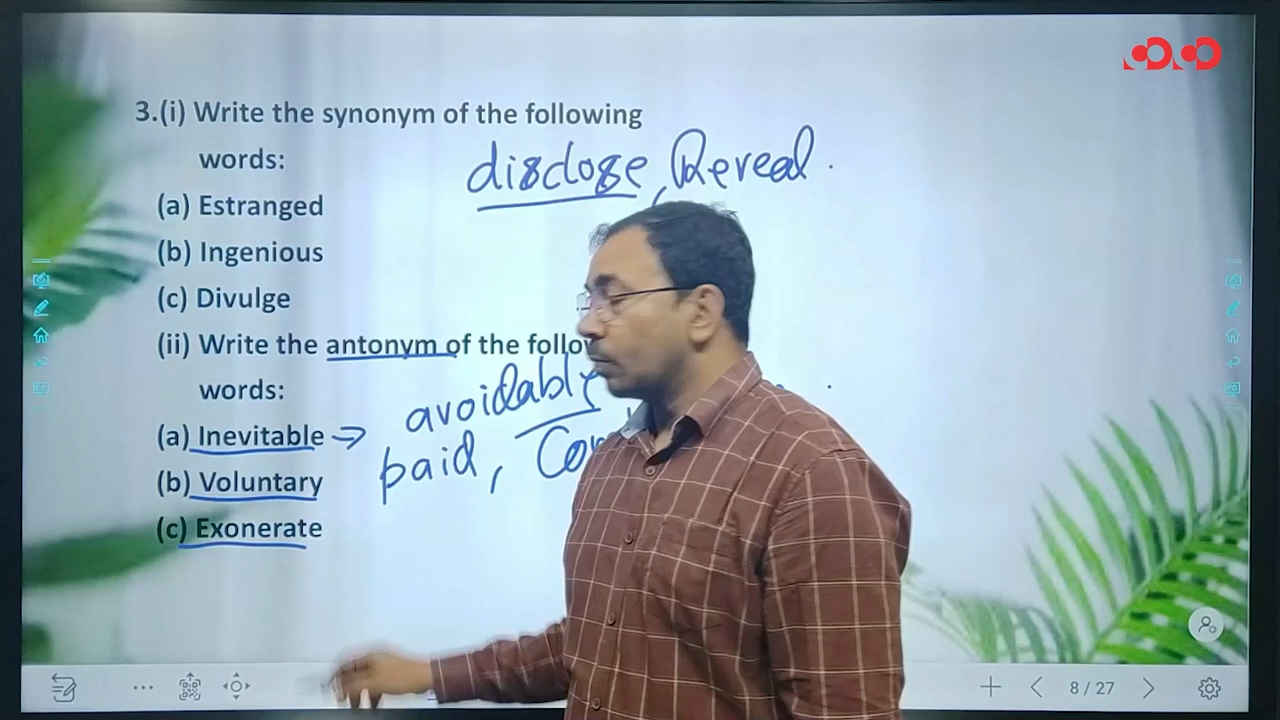 3.(i) Write the synonym of the following
words:
disclose, Reveal.
(a) Estranged
(b) Ingenious
(c) Divulge
(ii) Write the antonym of the
words:
avoidable
(a) Inevitable →
paid,
(b) Voluntary
(c) Exonerate
8 / 27